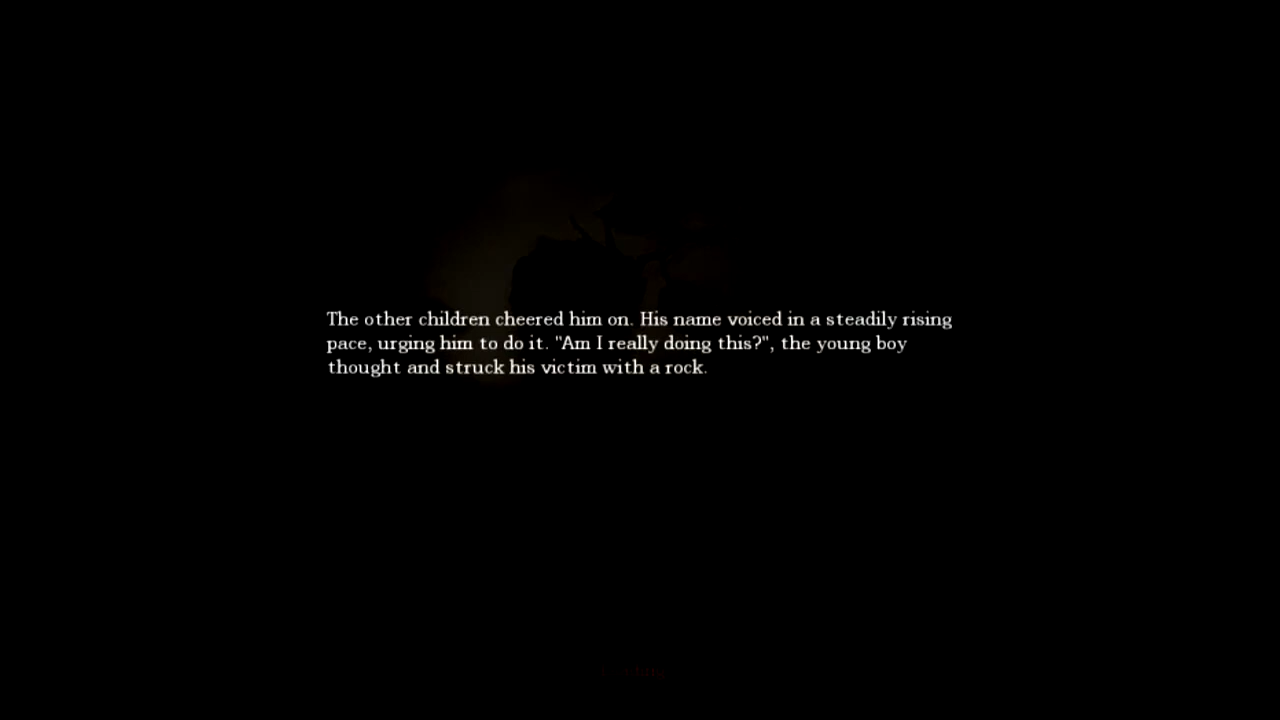 The other children cheered him on. His name voiced in a steadily rising
pace, urging him to do it. "Am I really doing this?", the young boy
thought and struck his victim with a rock.